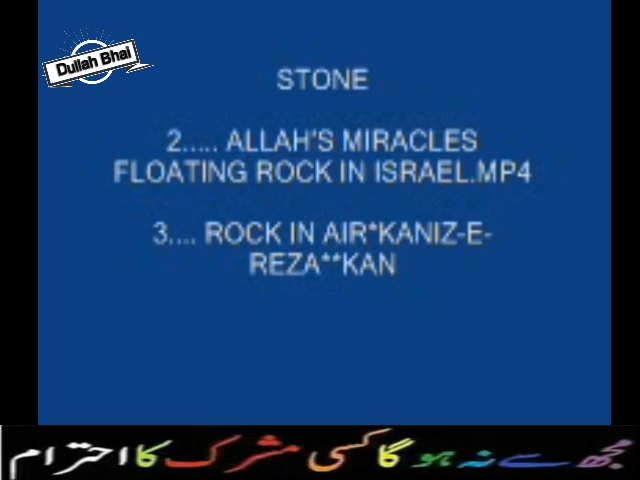 Dullah Bhai
STONE
2..... ALLAH'S MIRACLES
FLOATING ROCK IN ISRAEL.MP4
3.... ROCK IN AIR*KANIZ-E-
REZA**KAN
مجھ سے نہ ہو گا کسی مشرک کا احترام